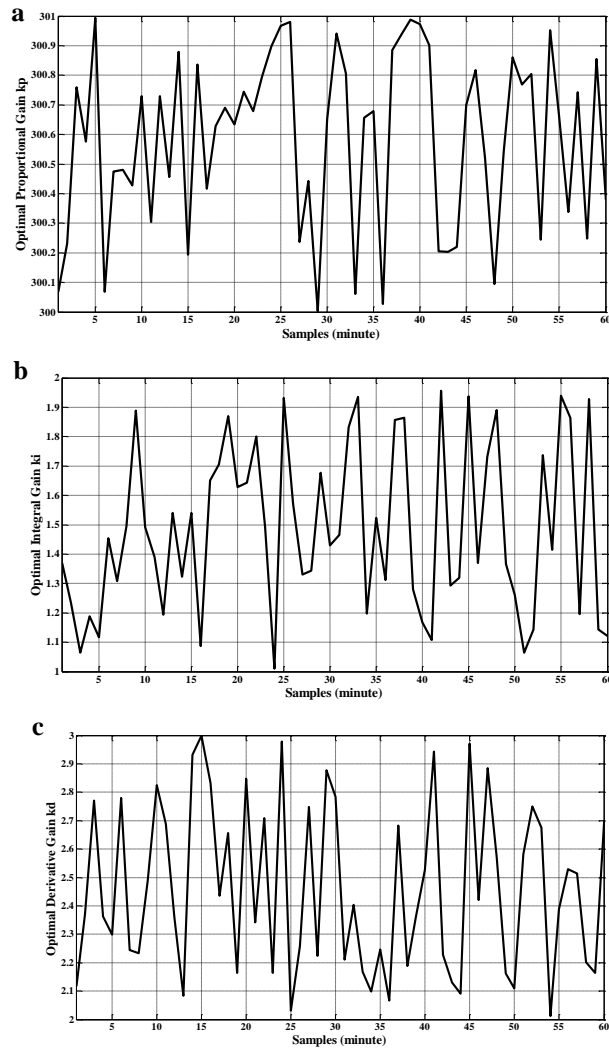 a
Optimal Proportional Gain kp
301
300.9
300.8
300.7
300.6
300.5
300.4
300.3
300.2
300.1
300
5 10 15 20 25 30 35 40 45 50 55 60
Samples (minute)
b
Optimal Integral Gain ki
2
1.9
1.8
1.7
1.6
1.5
1.4
1.3
1.2
1.1
1
5 10 15 20 25 30 35 40 45 50 55 60
Samples (minute)
c
Optimal Derivative Gain kd
3
2.9
2.8
2.7
2.6
2.5
2.4
2.3
2.2
2.1
2
5 10 15 20 25 30 35 40 45 50 55 60
Samples (minute)